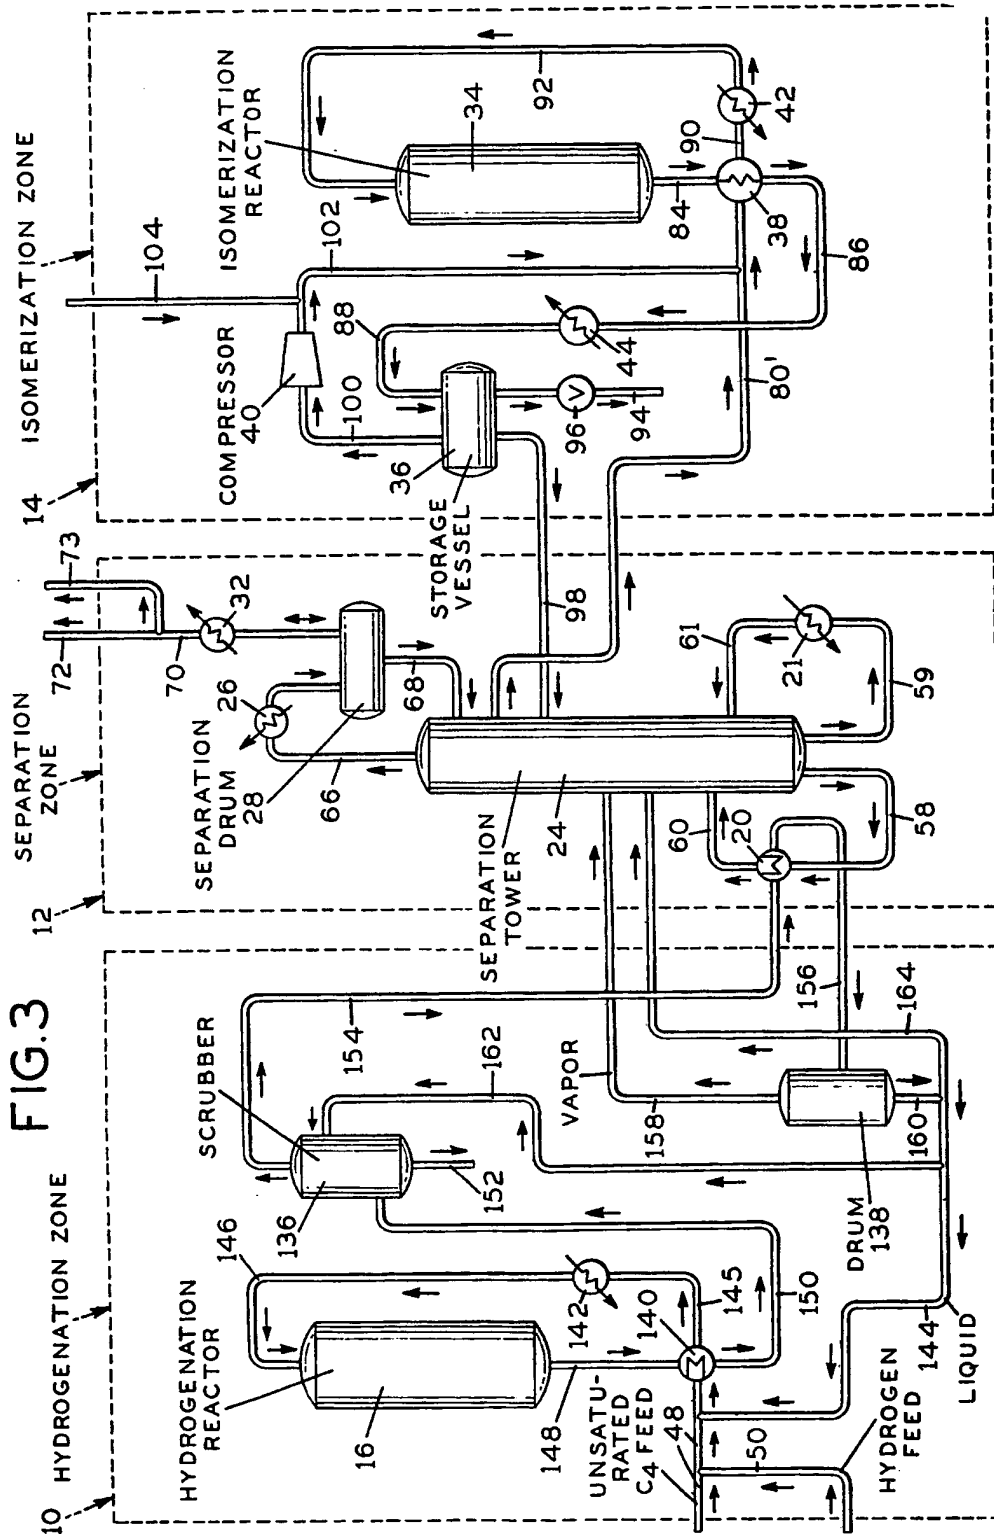 FIG.3
10
HYDROGENATION ZONE
12
SEPARATION
ZONE
14
ISOMERIZATION ZONE
HYDROGENATION
REACTOR
146
16
148
142
140
145
150
UNSATU-
RATED
C4 FEED
48
50
HYDROGEN
FEED
144
LIQUID
SCRUBBER
136
152
154
162
VAPOR
158
DRUM
138
160
156
164
SEPARATION
DRUM
28
26
66
68
70
72
73
32
SEPARATION
TOWER
24
60
20
58
61
21
59
98
COMPRESSOR
40
100
102
104
88
36
STORAGE
VESSEL
V
96
94
44
80'
ISOMERIZATION
REACTOR
34
84
38
86
90
92
42